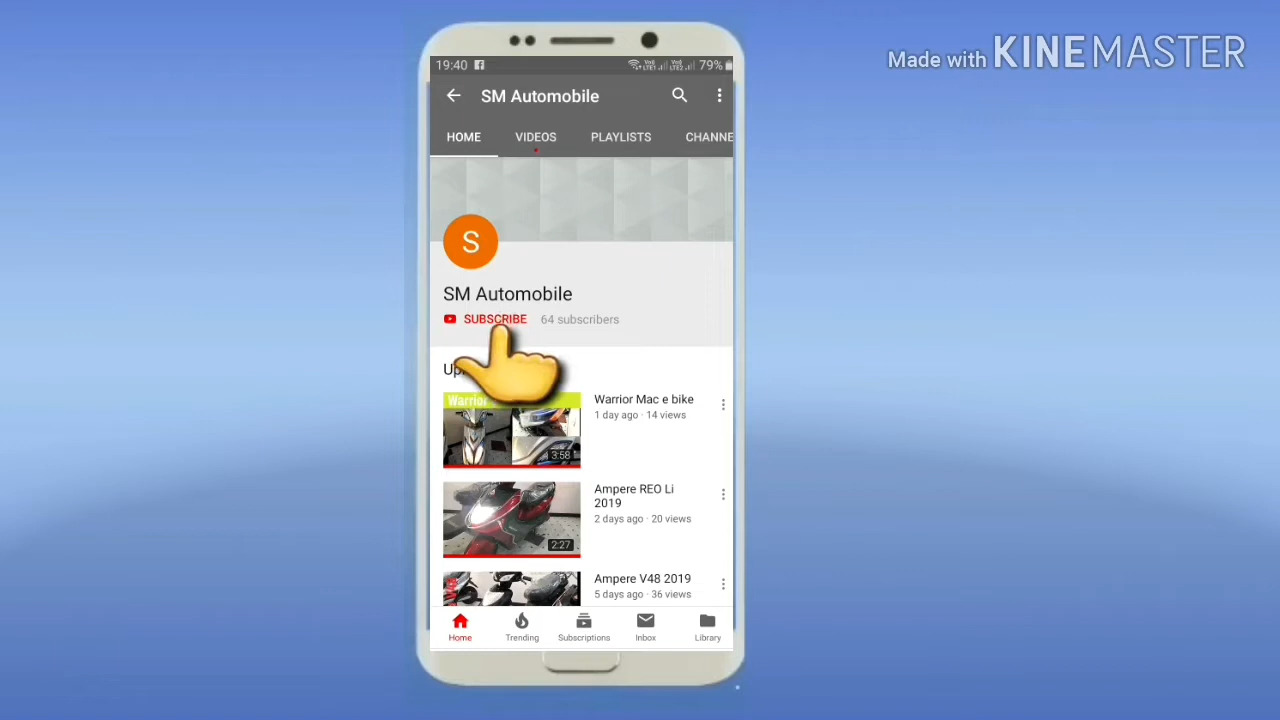 Made with KINEMASTER
19:40 79%
SM Automobile
HOME VIDEOS PLAYLISTS CHANNE
S
SM Automobile
SUBSCRIBE 64 subscribers
Up
Warrior
3:58
Warrior Mac e bike
1 day ago · 14 views
2:27
Ampere REO Li
2019
2 days ago · 20 views
Ampere V48 2019
5 days ago · 36 views
Home Trending Subscriptions Inbox Library